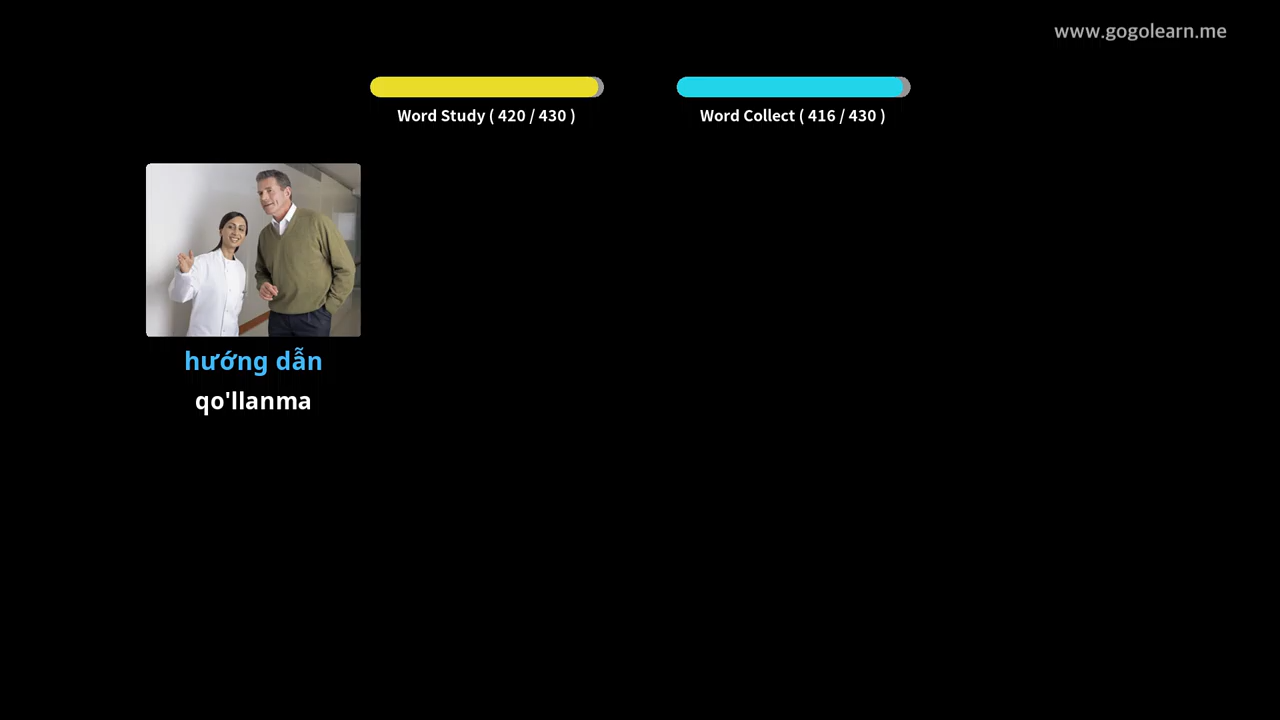 www.gogolearn.me
Word Study ( 420 / 430 )
Word Collect ( 416 / 430 )
hướng dẫn
qo'llanma